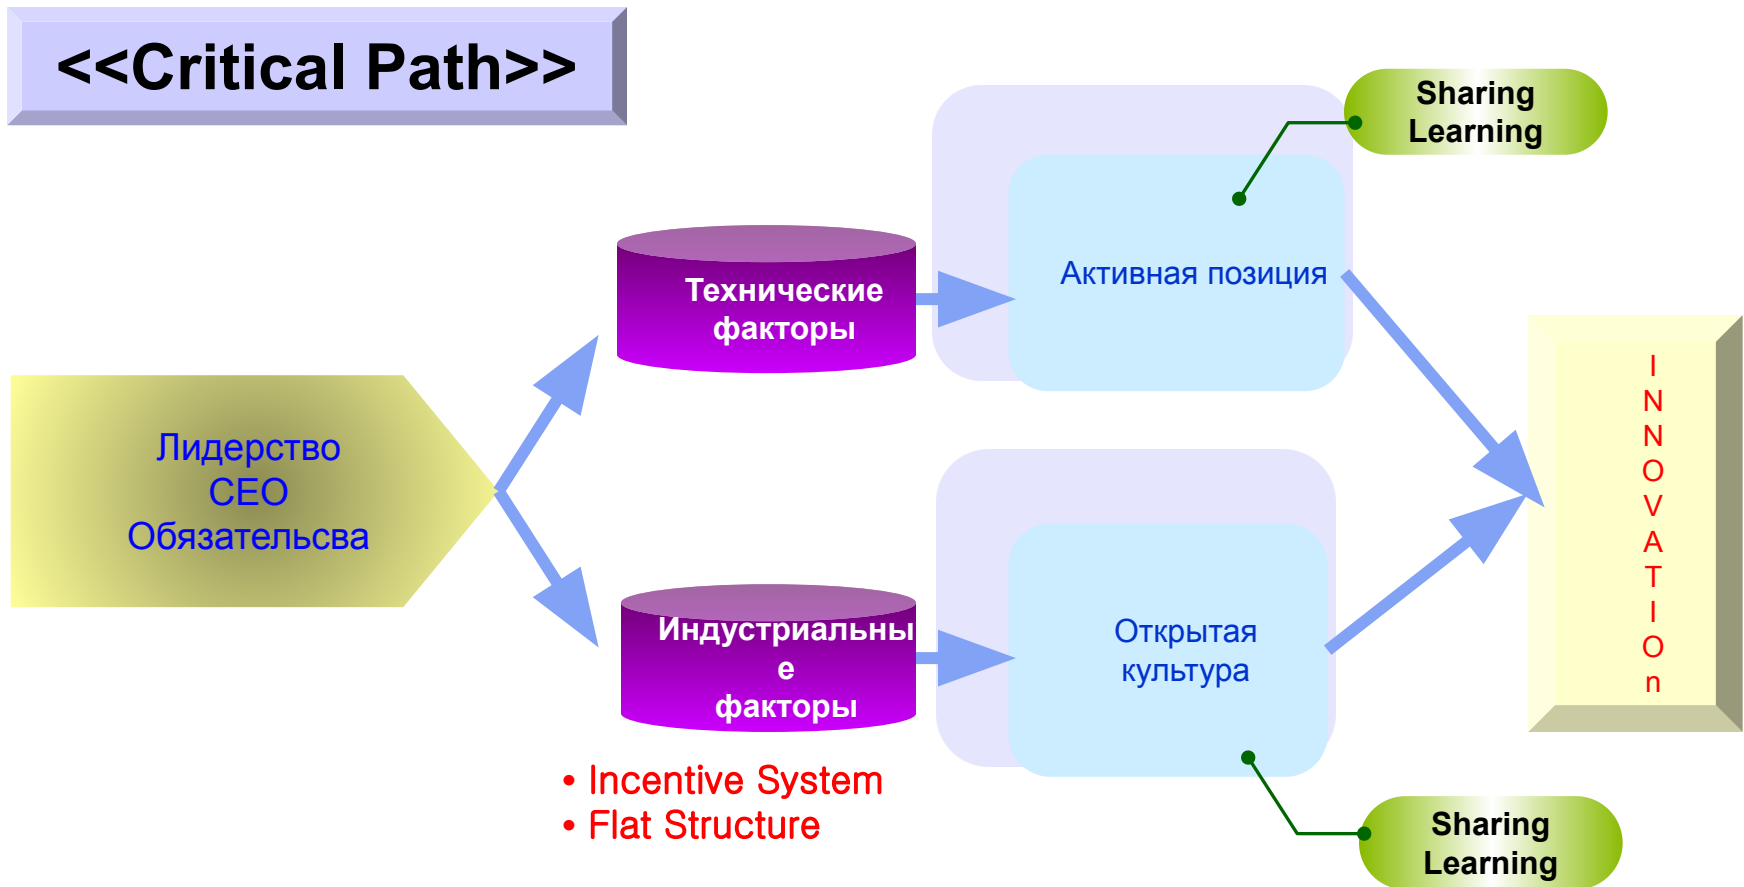 <<Critical Path>>
Sharing
Learning
Активная позиция
Технические
факторы
Лидерство
CEO
Обязательсва
INNOVATIOn
Индустриальны
е
факторы
Открытая
культура
• Incentive System
• Flat Structure
Sharing
Learning